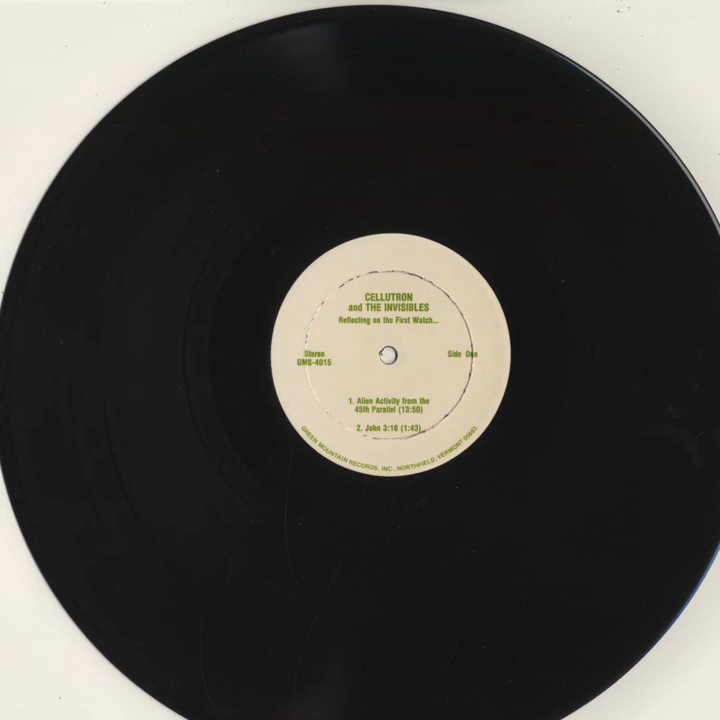 CELLUTRON
and THE INVISIBLES
Reflecting on the First Watch...
Stereo
GMS-4015
Side One
1. Alien Activity from the
45th Parallel (13:50)
2. John 3:16 (1:43)
GREEN MOUNTAIN RECORDS, INC., NORTHFIELD, VERMONT 05663